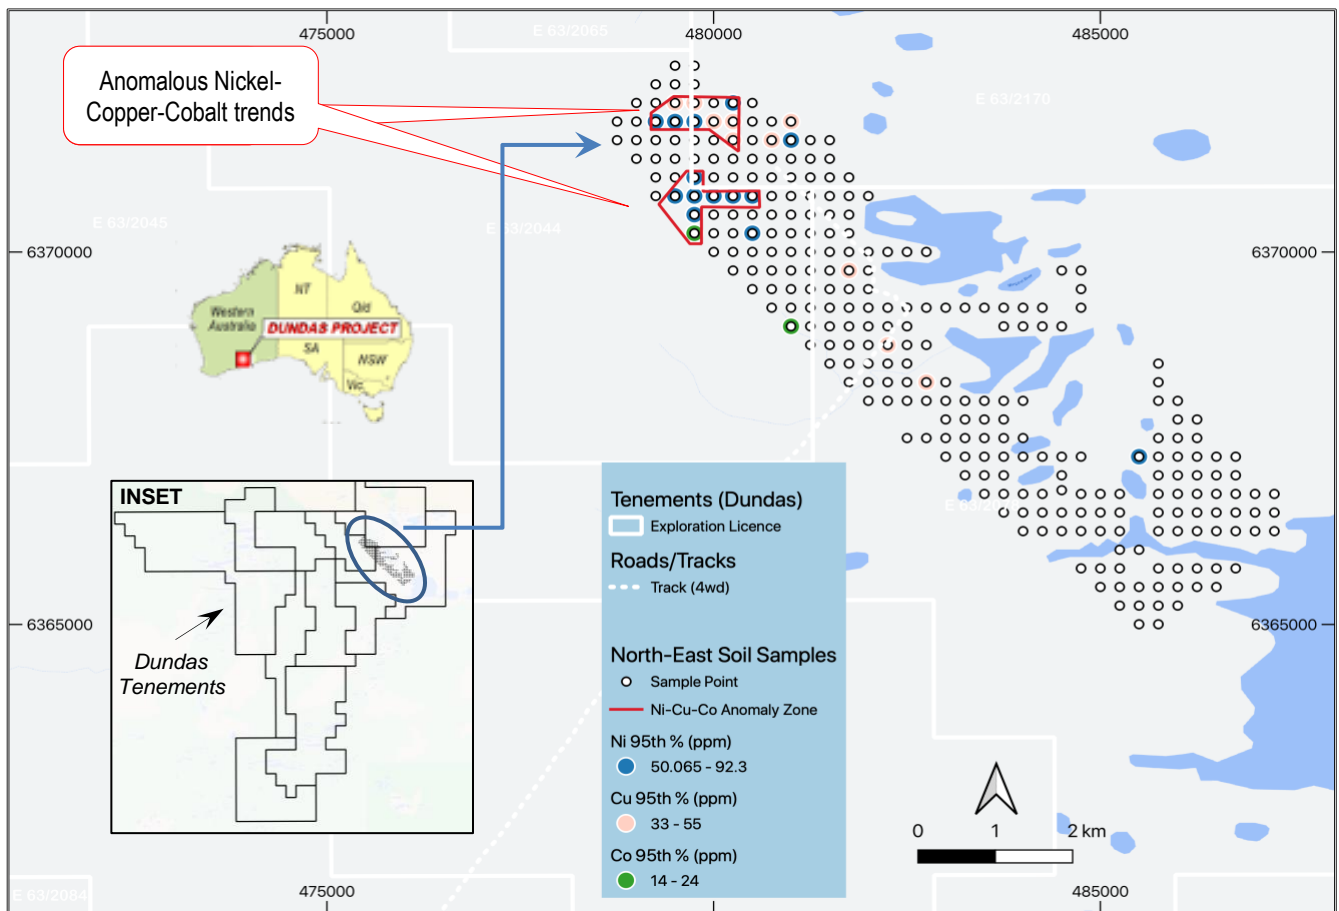 475000
480000
485000
E 63/2065
Anomalous Nickel-
Copper-Cobalt trends
E 63/2170
E 63/2045
E 63/2044
6370000
6370000
NT
Qld
Western
Australia
DUNDAS PROJECT
SA
NSW
Vic
INSET
Dundas
Tenements
Tenements (Dundas)
Exploration Licence
Roads/Tracks
Track (4wd)
North-East Soil Samples
Sample Point
Ni-Cu-Co Anomaly Zone
Ni 95th % (ppm)
50.065 - 92.3
Cu 95th % (ppm)
33 - 55
Co 95th % (ppm)
14 - 24
6365000
6365000
0 1 2 km
E 63/2084
475000
485000